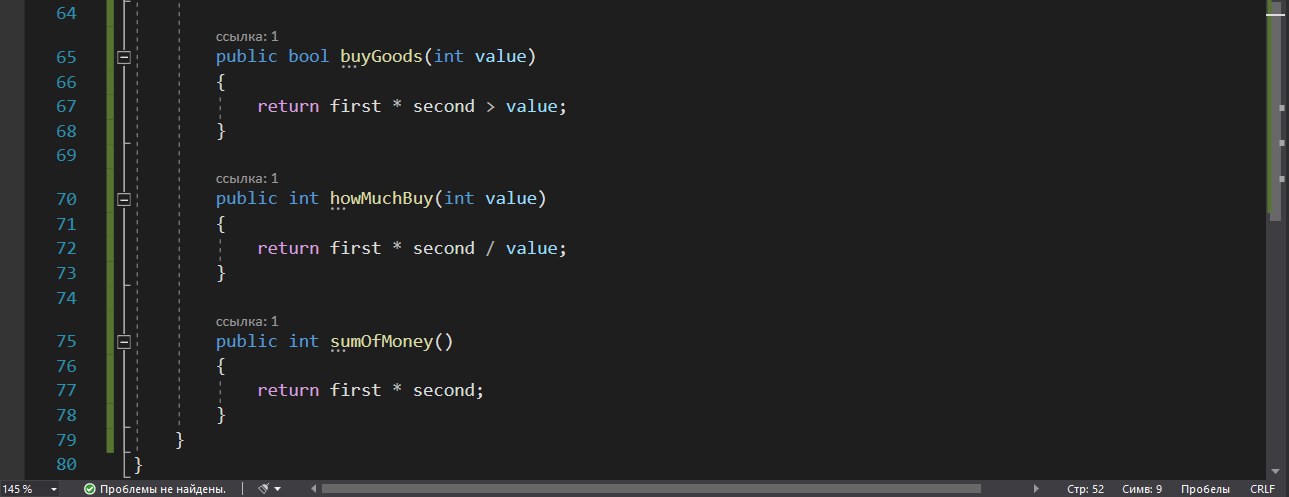 64
ссылка: 1
65 public bool buyGoods(int value)
66 {
67 return first * second > value;
68 }
69
ссылка: 1
70 public int howMuchBuy(int value)
71 {
72 return first * second / value;
73 }
74
ссылка: 1
75 public int sumOfMoney()
76 {
77 return first * second;
78 }
79 }
80 }
145 % Проблемы не найдены. Стр: 52 Симв: 9 Пробелы CRLF